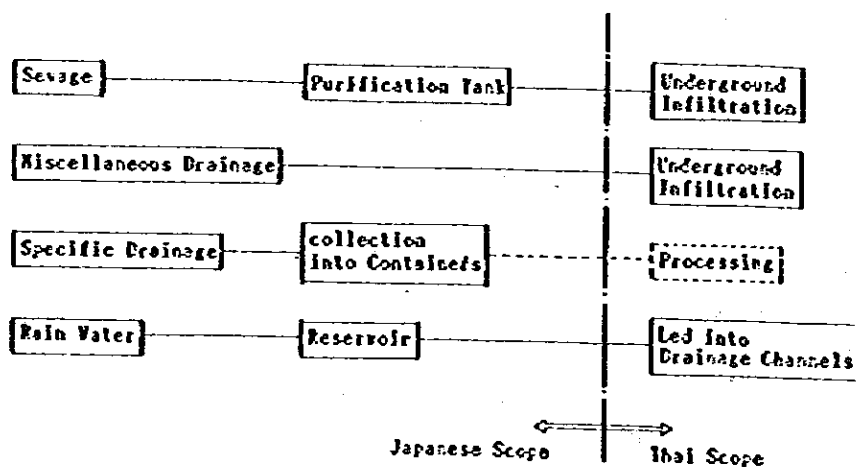 Sewage
Purification Tank
Underground
Infiltration
Miscellaneous Drainage
Underground
Infiltration
Specific Drainage
collection
into Containers
Processing
Rain Water
Reservoir
Led into
Drainage Channels
Japanese Scope
Thai Scope